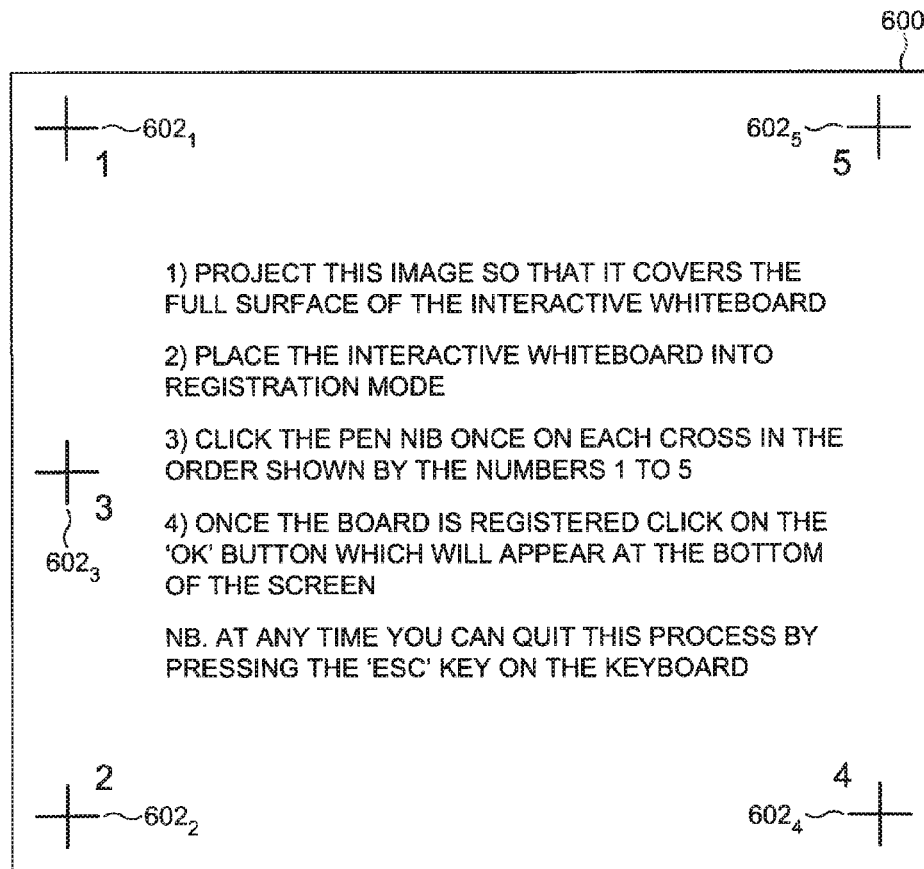 600
602₁
602₅
1
5
1) PROJECT THIS IMAGE SO THAT IT COVERS THE
FULL SURFACE OF THE INTERACTIVE WHITEBOARD
2) PLACE THE INTERACTIVE WHITEBOARD INTO
REGISTRATION MODE
3) CLICK THE PEN NIB ONCE ON EACH CROSS IN THE
ORDER SHOWN BY THE NUMBERS 1 TO 5
3
602₃
4) ONCE THE BOARD IS REGISTERED CLICK ON THE
'OK' BUTTON WHICH WILL APPEAR AT THE BOTTOM
OF THE SCREEN
NB. AT ANY TIME YOU CAN QUIT THIS PROCESS BY
PRESSING THE 'ESC' KEY ON THE KEYBOARD
2
4
602₂
602₄